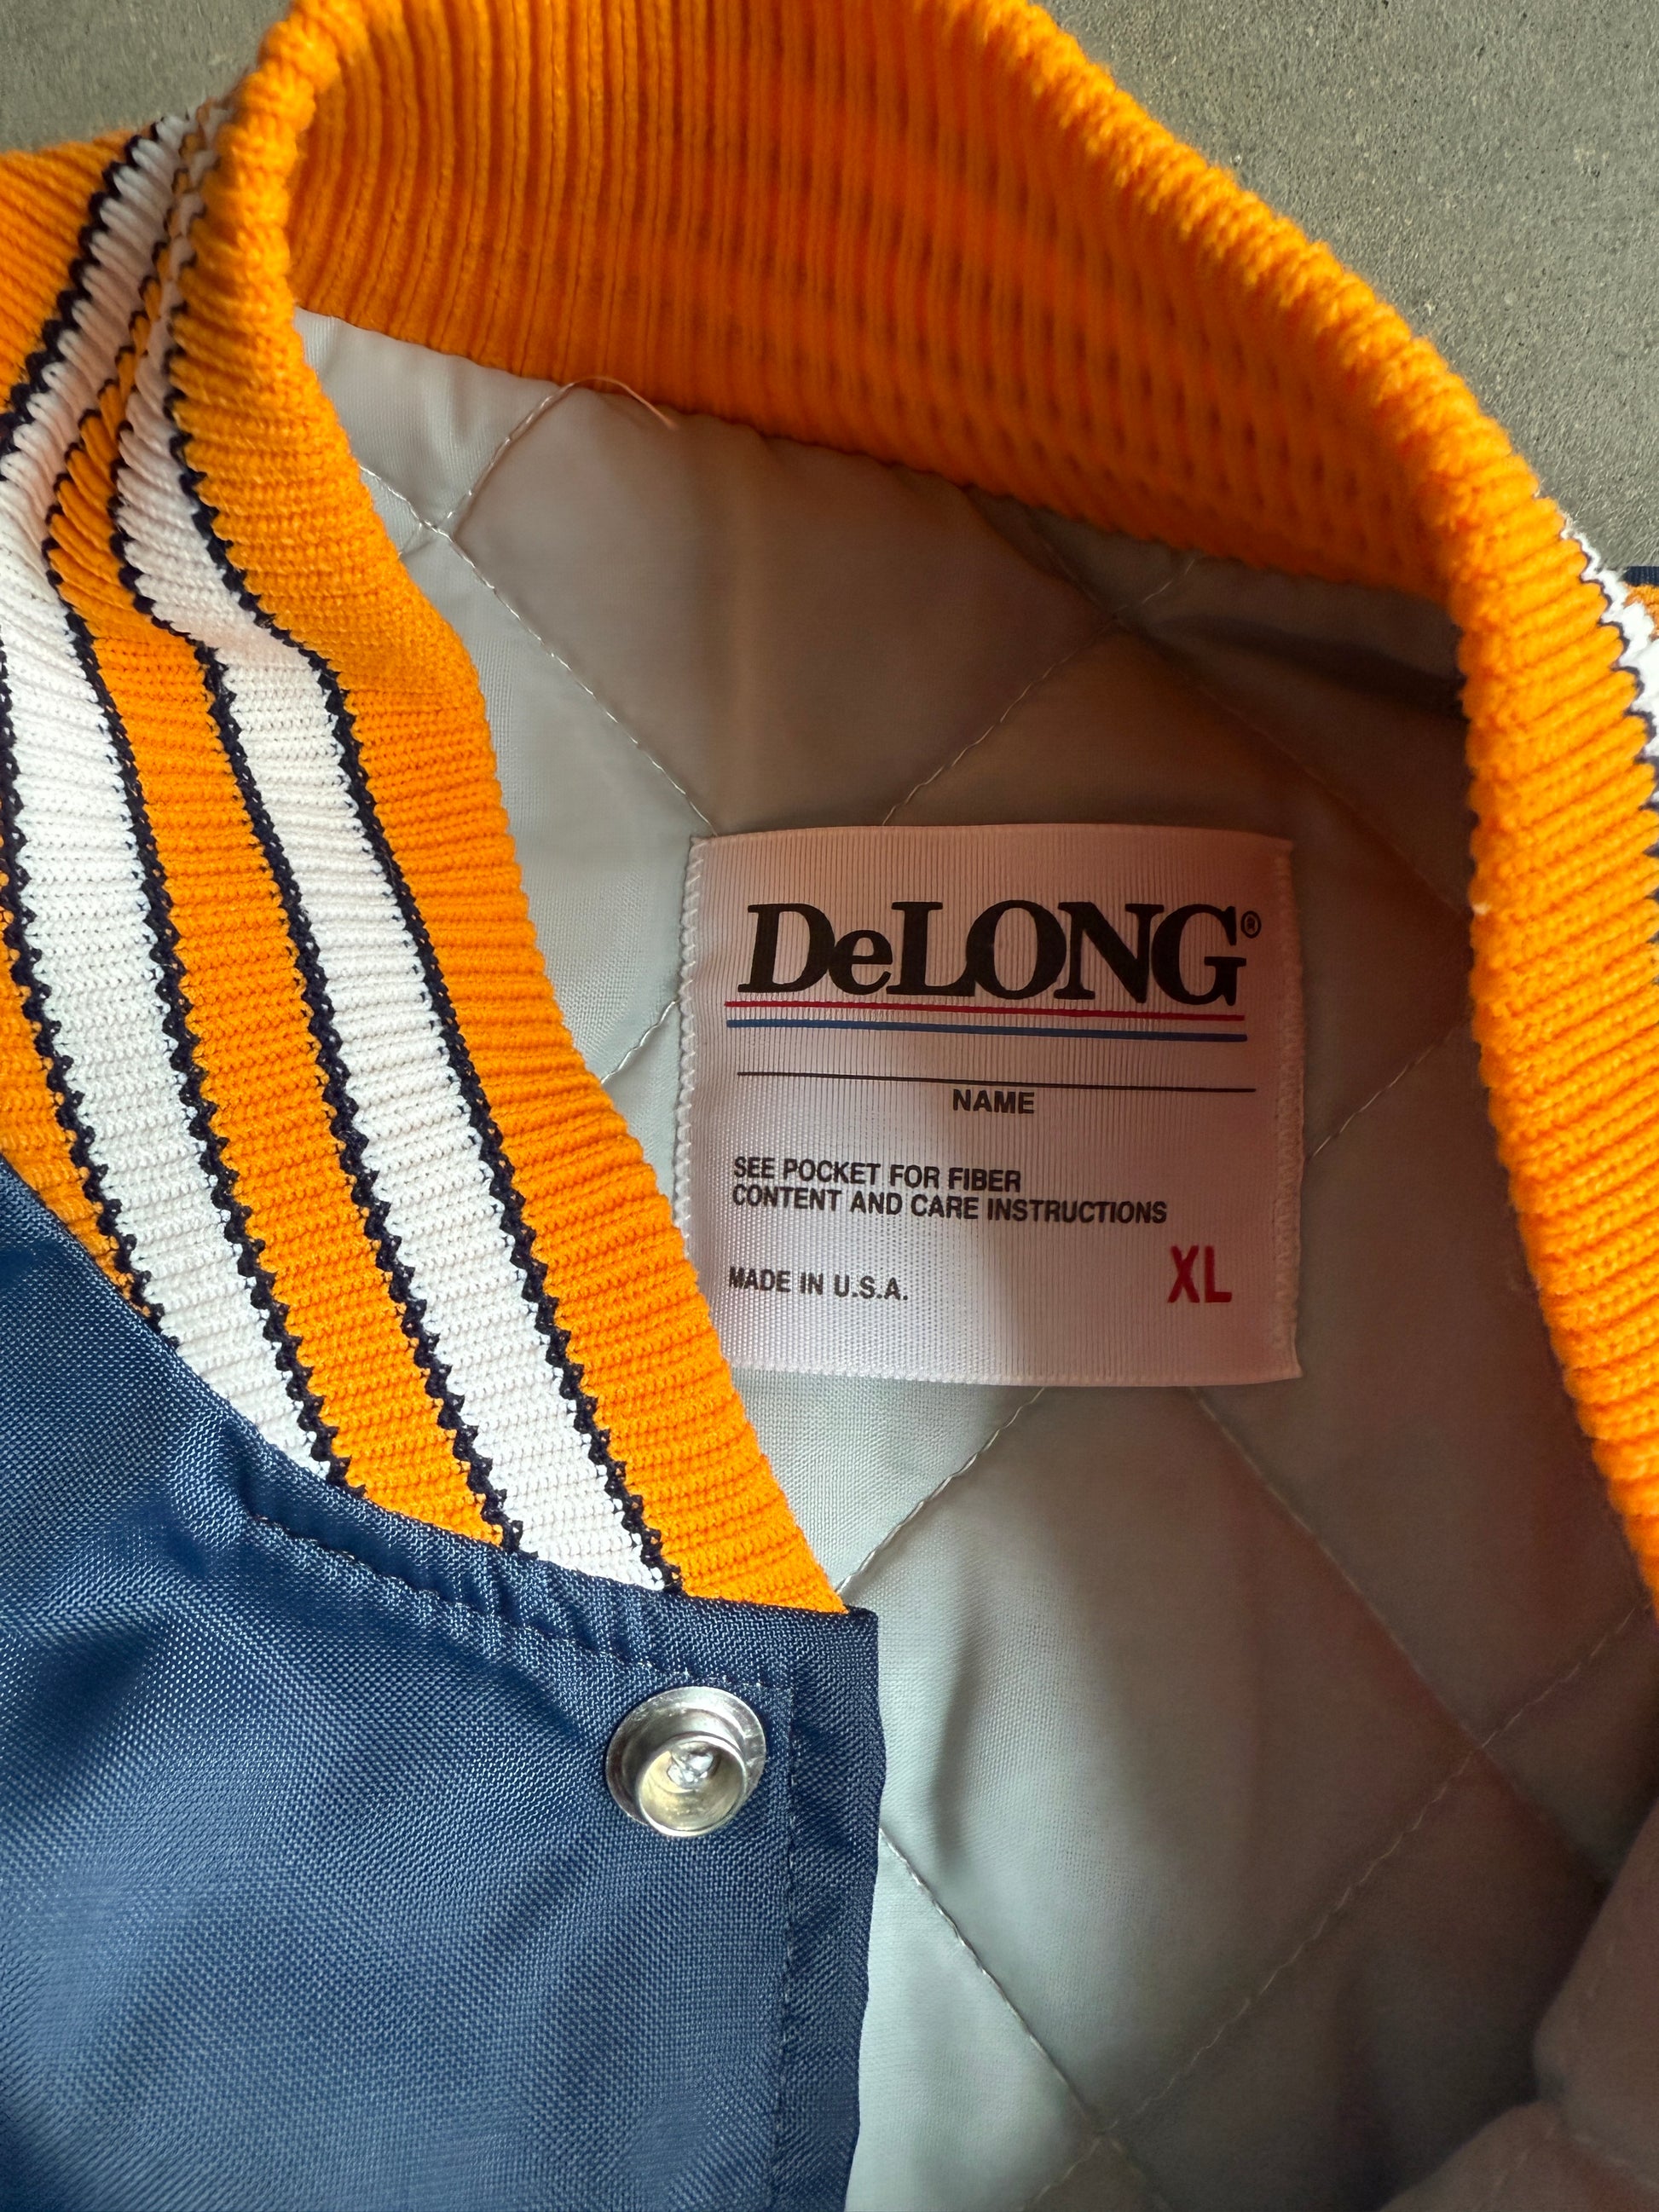 DeLONG®
NAME
SEE POCKET FOR FIBER
CONTENT AND CARE INSTRUCTIONS
MADE IN U.S.A.
XL